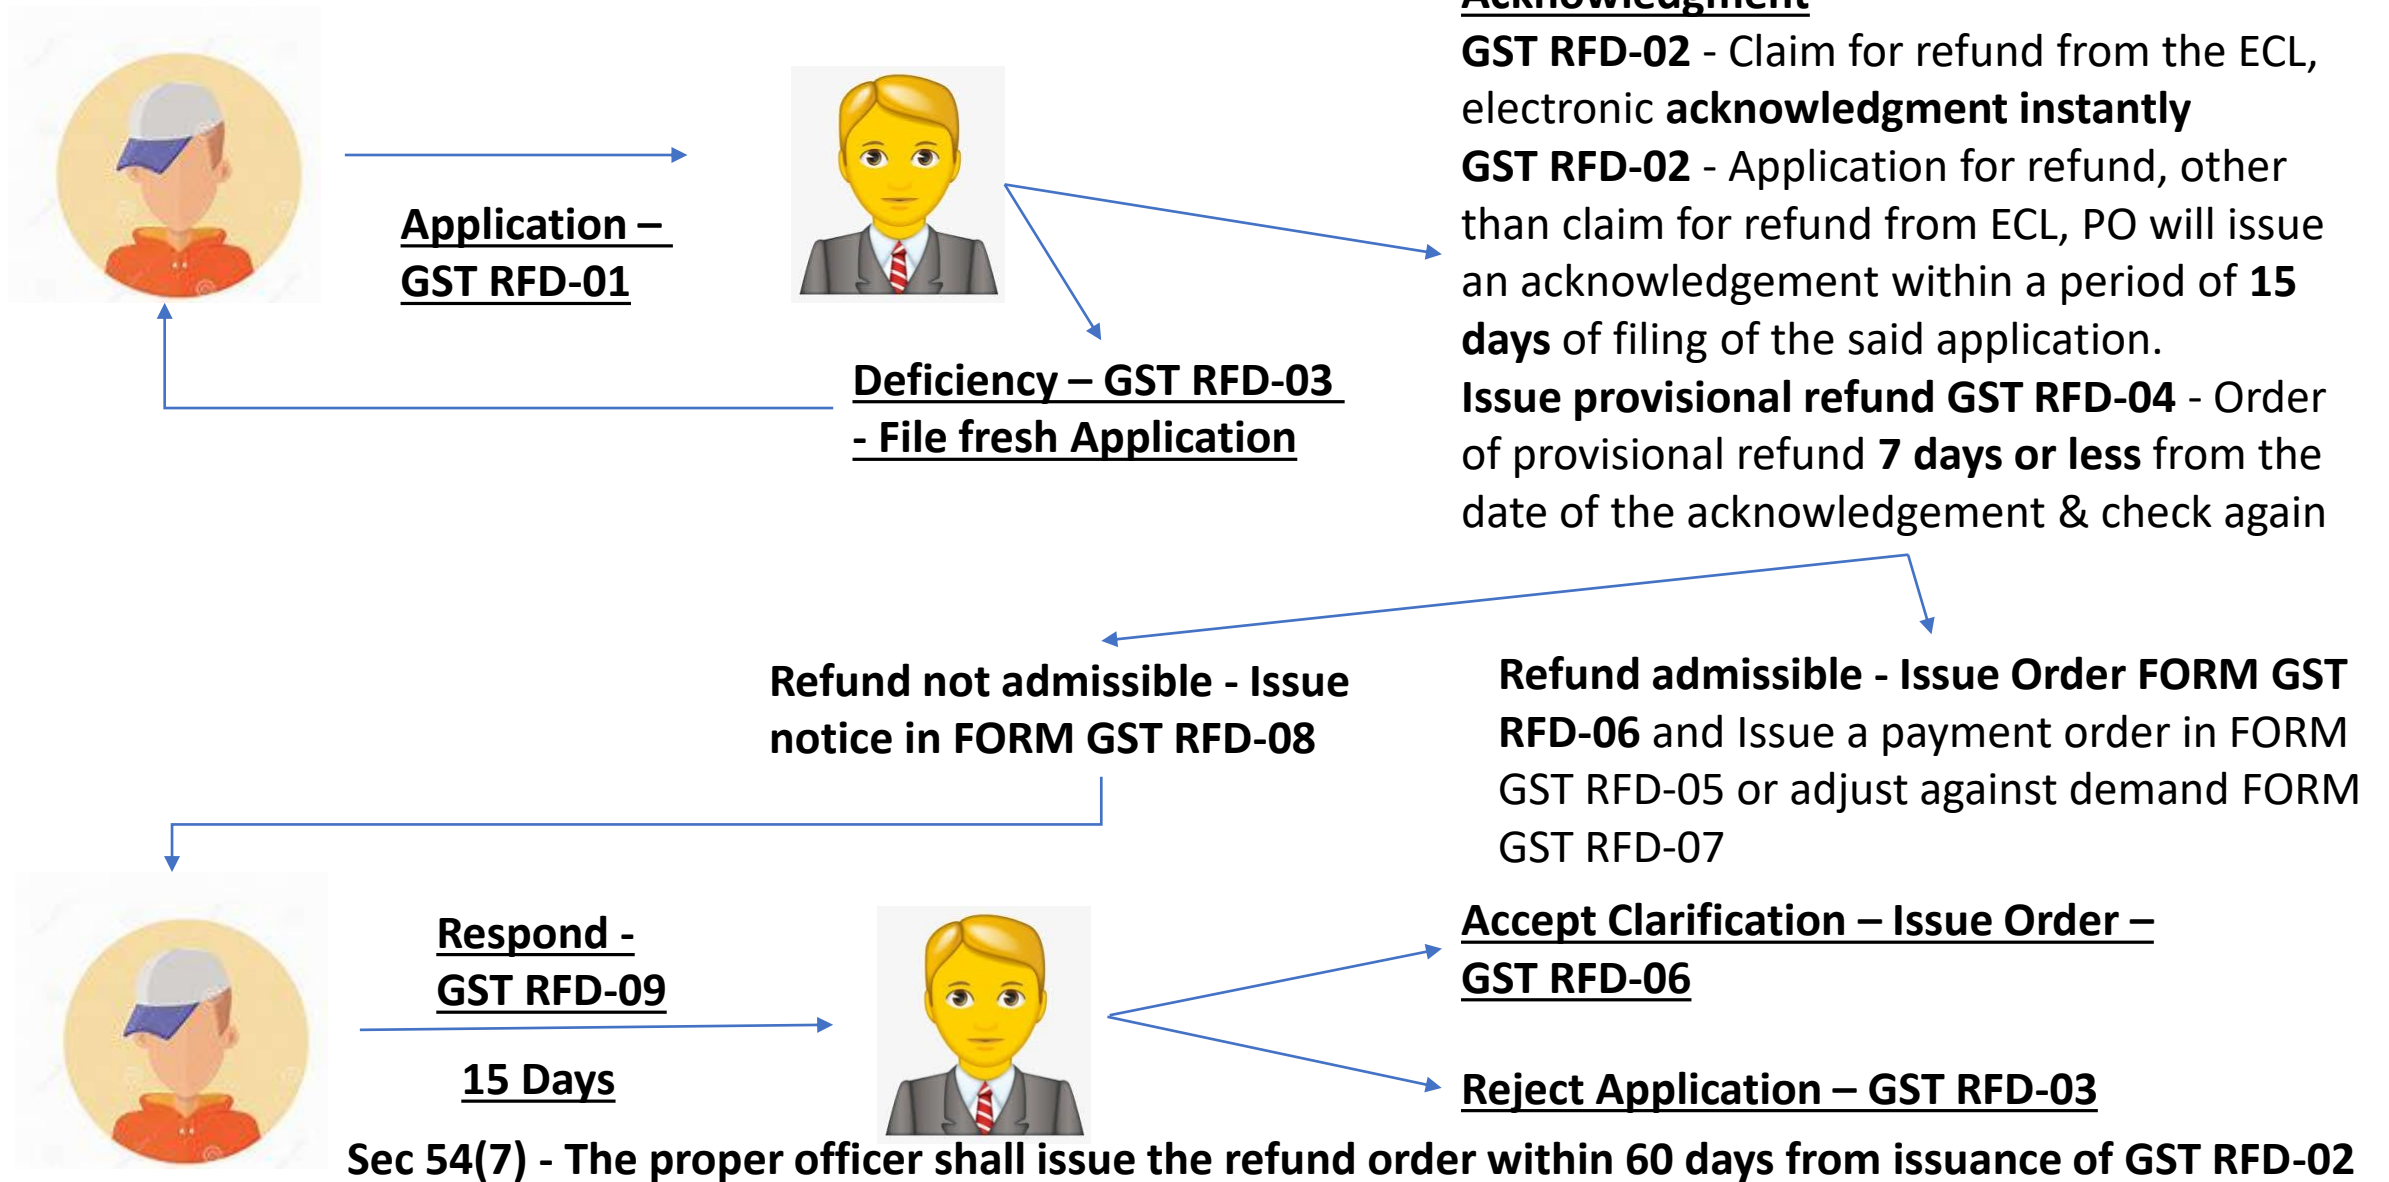 Acknowledgment
GST RFD-02 - Claim for refund from the ECL,
electronic acknowledgment instantly
GST RFD-02 - Application for refund, other
than claim for refund from ECL, PO will issue
an acknowledgement within a period of 15
days of filing of the said application.
Issue provisional refund GST RFD-04 - Order
of provisional refund 7 days or less from the
date of the acknowledgement & check again
Application –
GST RFD-01
Deficiency – GST RFD-03
- File fresh Application
Refund not admissible - Issue
notice in FORM GST RFD-08
Refund admissible - Issue Order FORM GST
RFD-06 and Issue a payment order in FORM
GST RFD-05 or adjust against demand FORM
GST RFD-07
Respond -
GST RFD-09
15 Days
Accept Clarification – Issue Order –
GST RFD-06
Reject Application – GST RFD-03
Sec 54(7) - The proper officer shall issue the refund order within 60 days from issuance of GST RFD-02